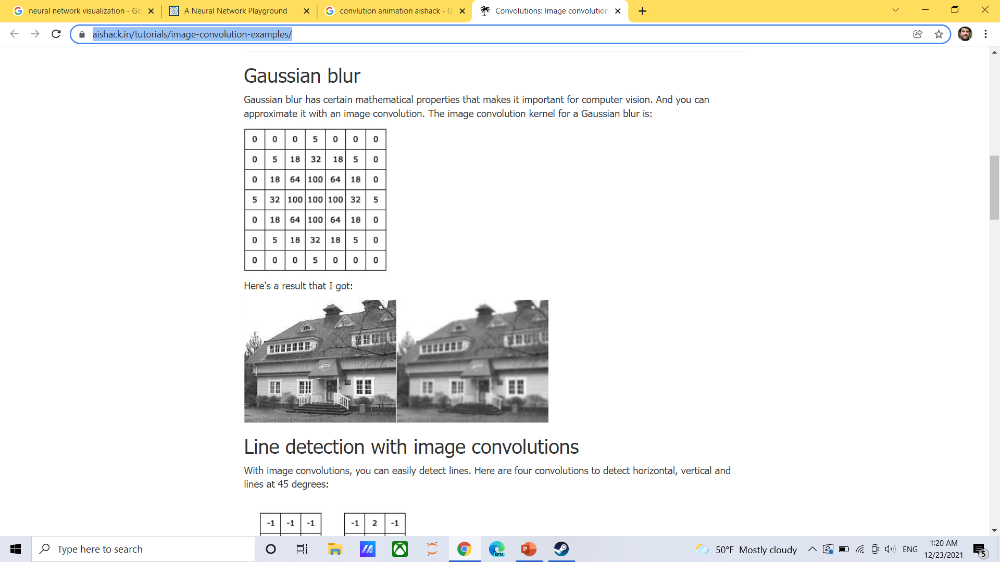 neural network visualization - Go
A Neural Network Playground
convlution animation aishack - G
Convolutions: Image convolution
aishack.in/tutorials/image-convolution-examples/
Gaussian blur
Gaussian blur has certain mathematical properties that makes it important for computer vision. And you can
approximate it with an image convolution. The image convolution kernel for a Gaussian blur is:
0 0 0 5 0 0 0
0 5 18 32 18 5 0
0 18 64 100 64 18 0
5 32 100 100 100 32 5
0 18 64 100 64 18 0
0 5 18 32 18 5 0
0 0 0 5 0 0 0
Here's a result that I got:
Line detection with image convolutions
With image convolutions, you can easily detect lines. Here are four convolutions to detect horizontal, vertical and
lines at 45 degrees:
-1 -1 -1 -1 2 -1
Type here to search
BETA
50°F Mostly cloudy
ENG
1:20 AM
12/23/2021
5